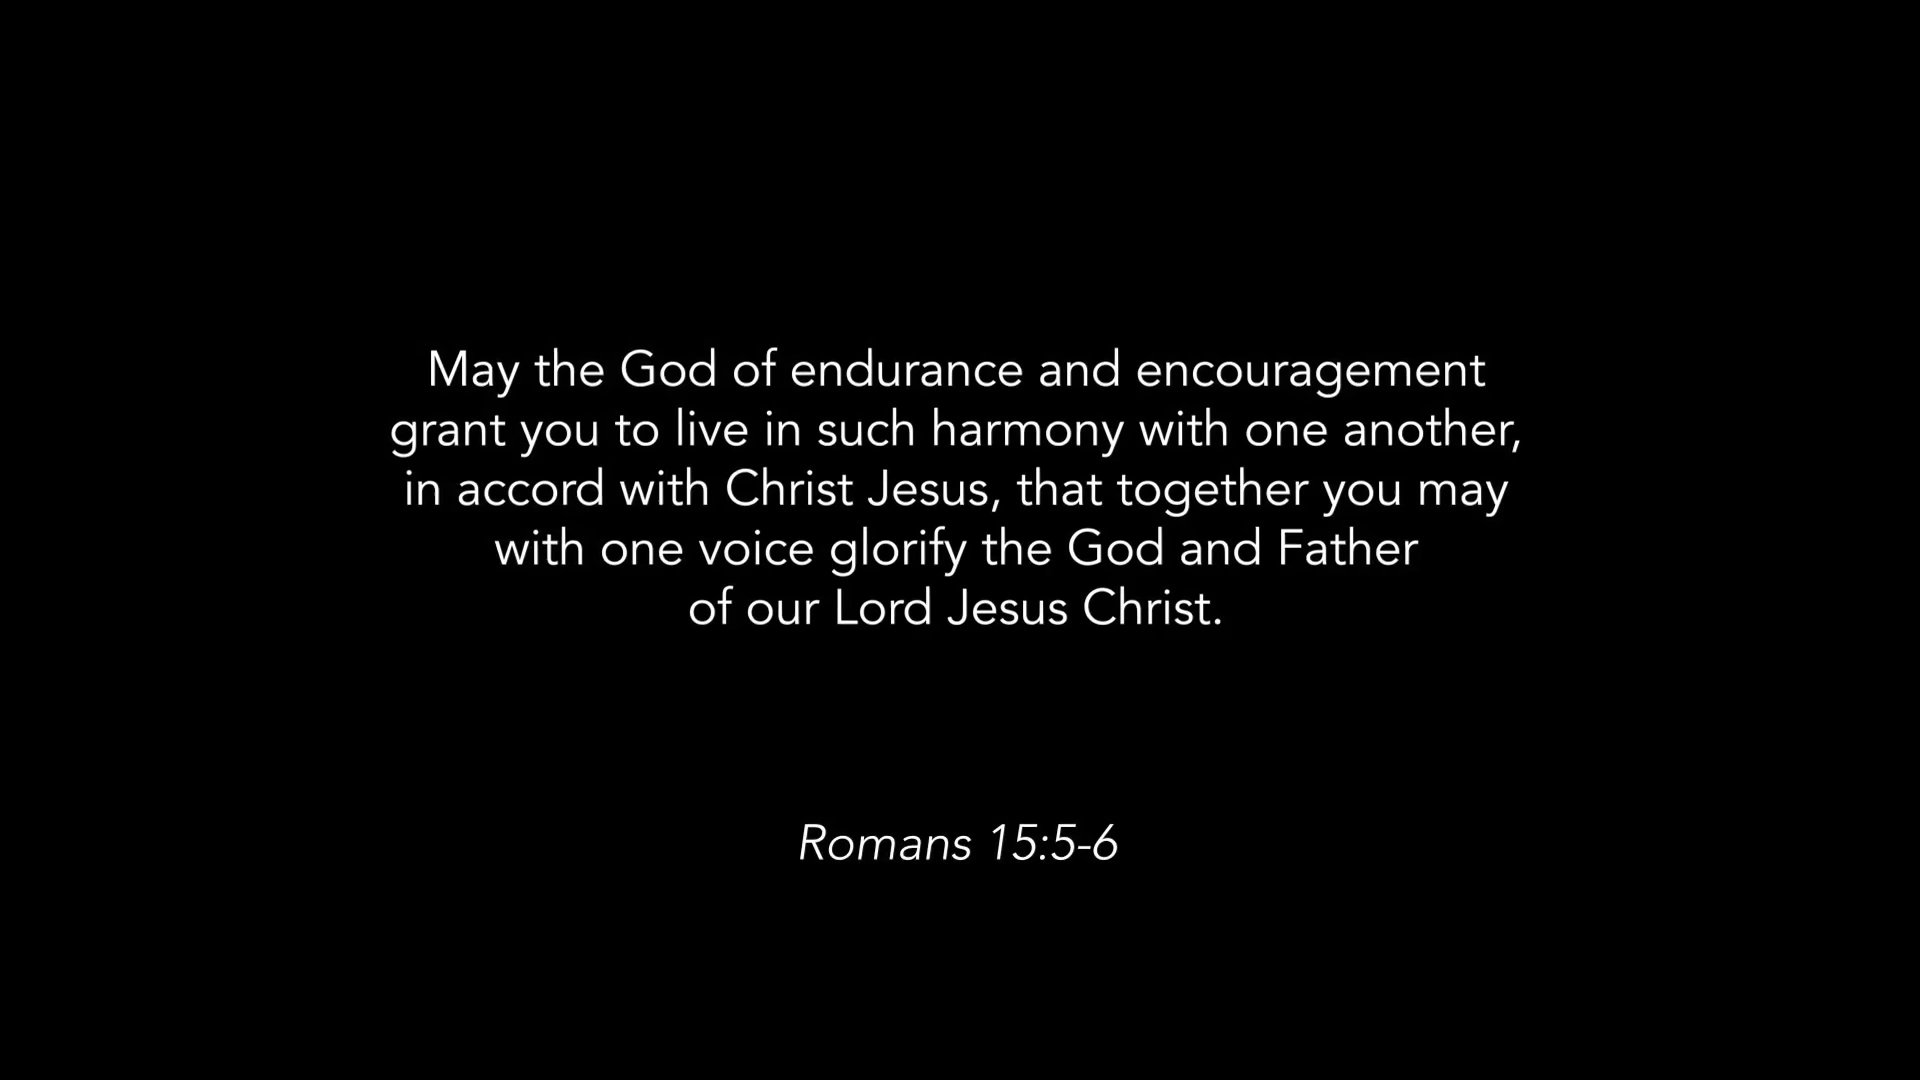 May the God of endurance and encouragement
grant you to live in such harmony with one another,
in accord with Christ Jesus, that together you may
with one voice glorify the God and Father
of our Lord Jesus Christ.
Romans 15:5-6